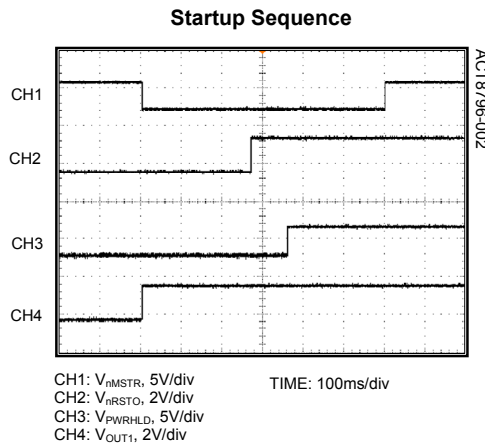 Startup Sequence
ACT8796-002
CH1
CH2
CH3
CH4
CH1: VnMSTR, 5V/div
TIME: 100ms/div
CH2: VnRSTO, 2V/div
CH3: VPWRHLD, 5V/div
CH4: VOUT1, 2V/div